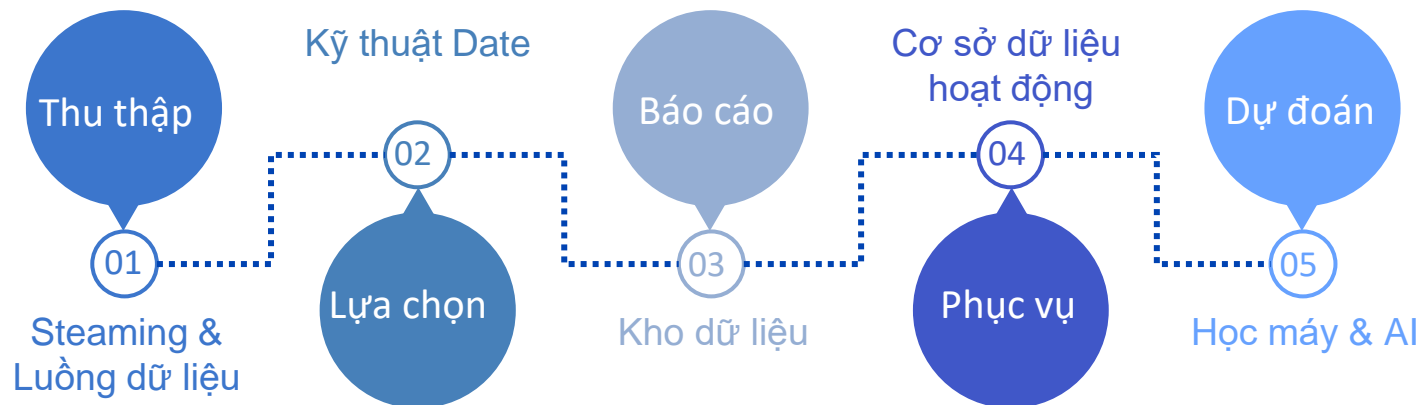 Thu thập
01
Steaming &
Luồng dữ liệu
Kỹ thuật Date
02
Lựa chọn
Báo cáo
03
Kho dữ liệu
Cơ sở dữ liệu
hoạt động
04
Phục vụ
Dự đoán
05
Học máy & AI